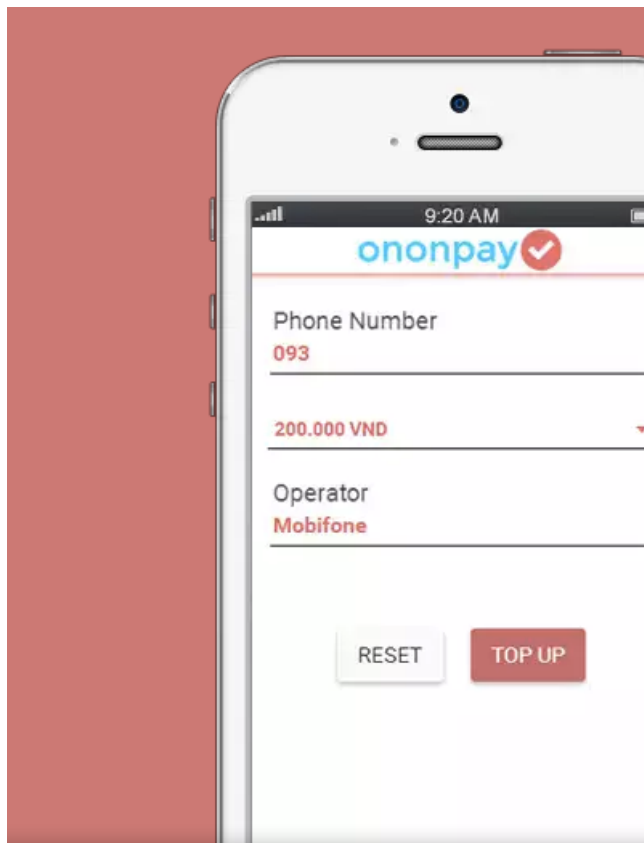 9:20 AM
ononpay
Phone Number
093
200.000 VND
Operator
Mobifone
RESET
TOP UP